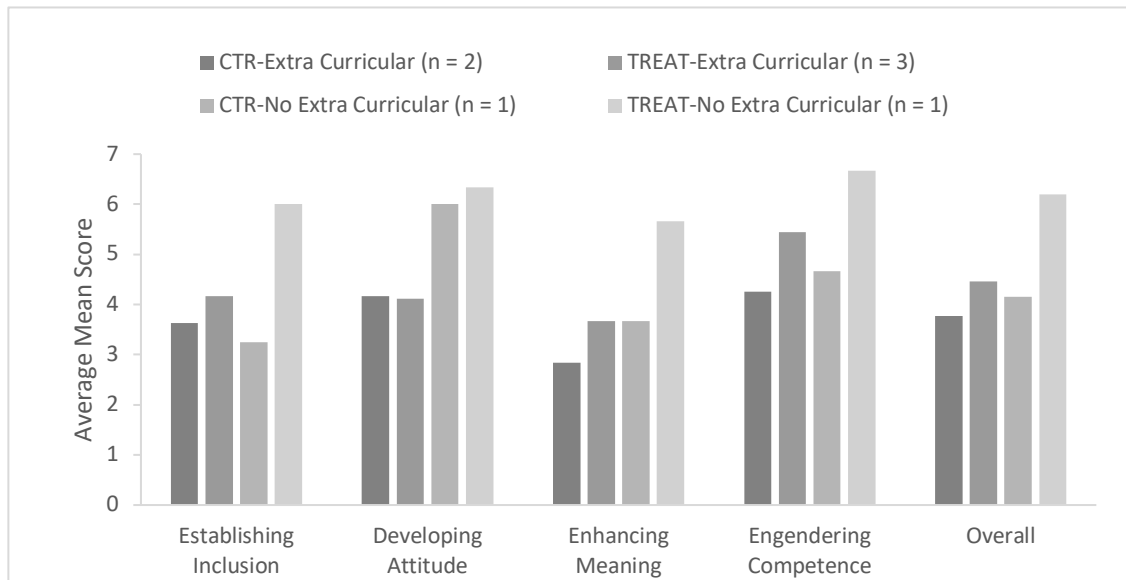 CTR-Extra Curricular (n = 2)
TREAT-Extra Curricular (n = 3)
CTR-No Extra Curricular (n = 1)
TREAT-No Extra Curricular (n = 1)
Average Mean Score
7
6
5
4
3
2
1
0
Establishing
Inclusion
Developing
Attitude
Enhancing
Meaning
Engendering
Competence
Overall